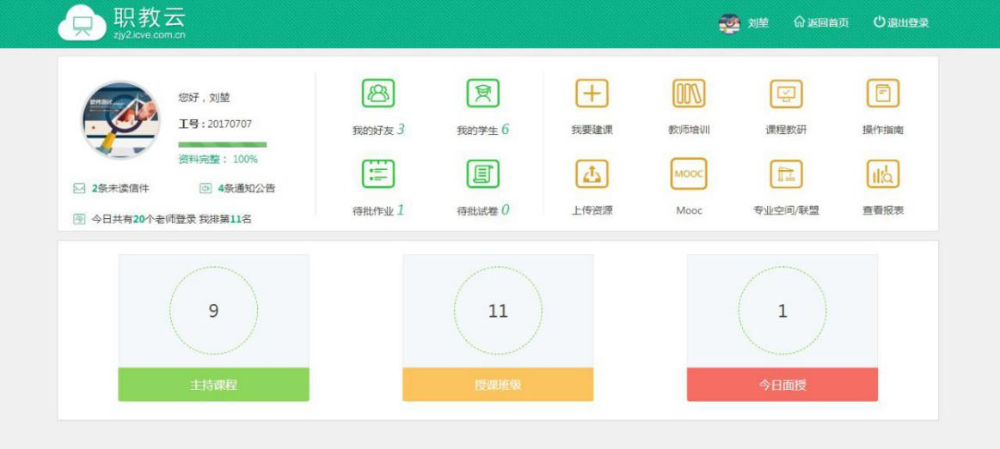 职教云
zjy2.icve.com.cn
刘堃
返回首页
退出登录
软件测试
您好，刘堃
工号：20170707
资料完整： 100%
2条未读信件
4条通知公告
今日共有20个老师登录 我排第11名
我的好友 3
我的学生 6
我要建课
教师培训
课程教研
操作指南
待批作业 1
待批试卷 0
上传资源
MOOC
Mooc
专业空间/联盟
查看报表
9
11
1
主持课程
授课班级
今日面授